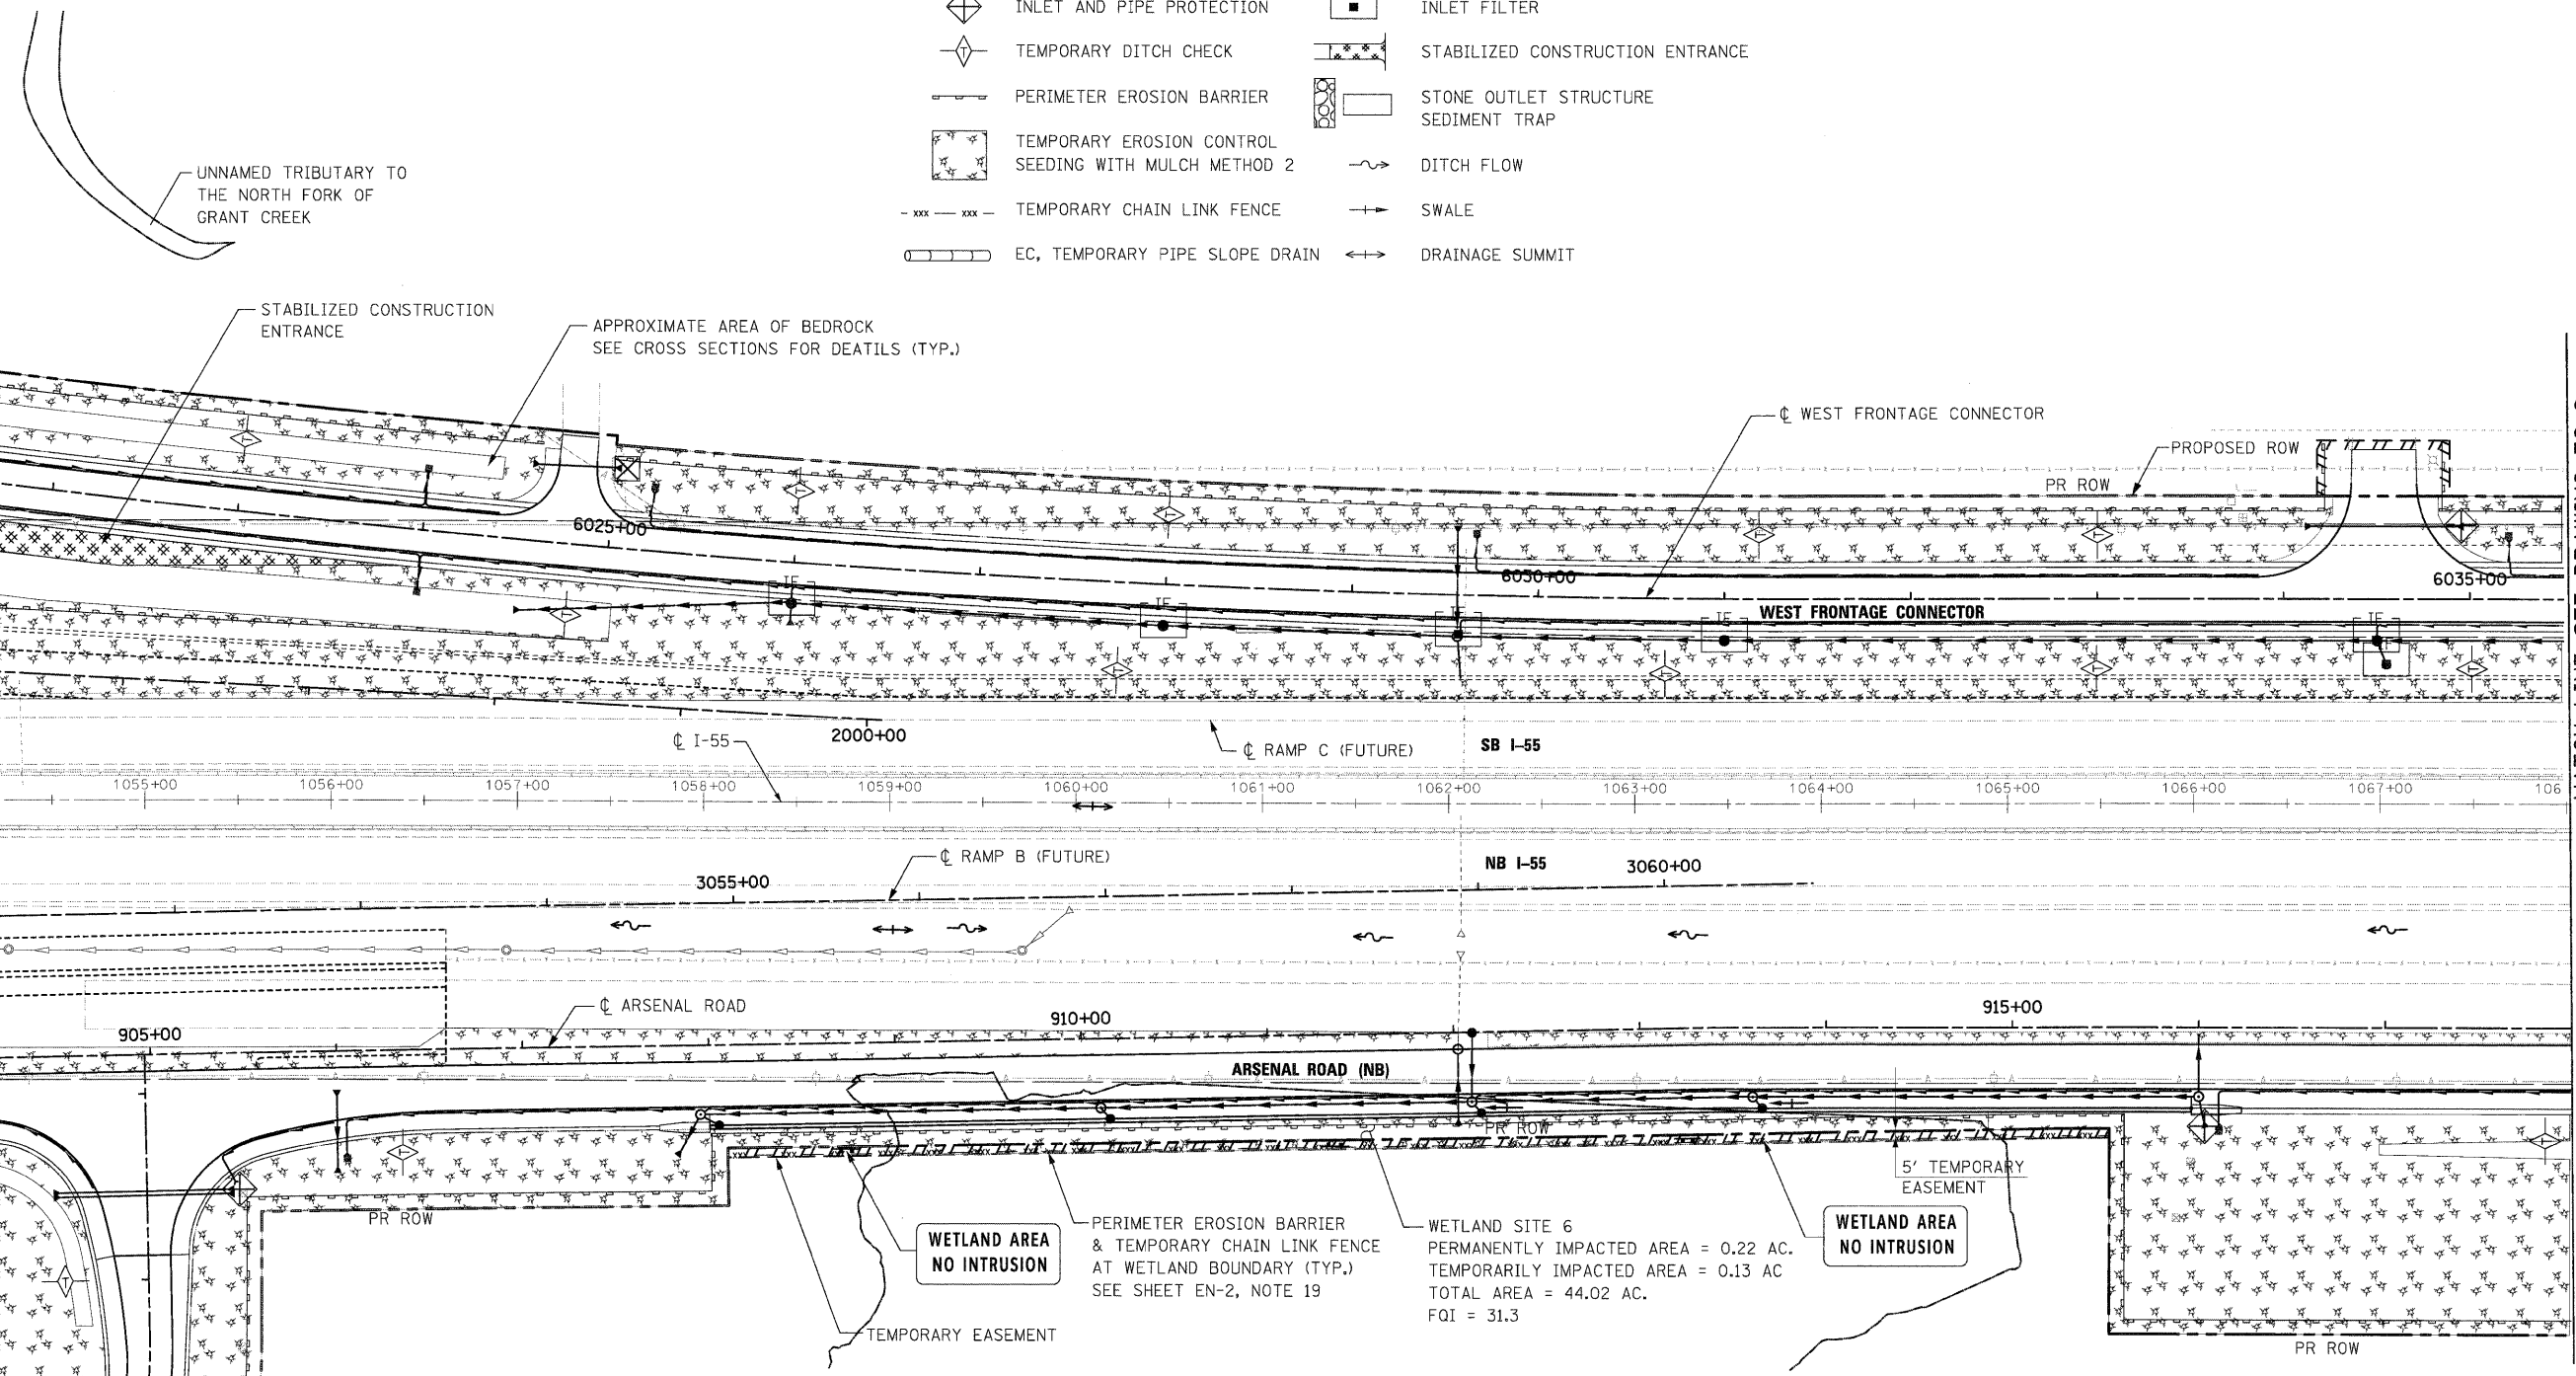 INLET AND PIPE PROTECTION
INLET FILTER
TEMPORARY DITCH CHECK
STABILIZED CONSTRUCTION ENTRANCE
PERIMETER EROSION BARRIER
STONE OUTLET STRUCTURE
SEDIMENT TRAP
TEMPORARY EROSION CONTROL
SEEDING WITH MULCH METHOD 2
DITCH FLOW
- xxx — xxx —
TEMPORARY CHAIN LINK FENCE
SWALE
EC, TEMPORARY PIPE SLOPE DRAIN
DRAINAGE SUMMIT
UNNAMED TRIBUTARY TO
THE NORTH FORK OF
GRANT CREEK
STABILIZED CONSTRUCTION
ENTRANCE
APPROXIMATE AREA OF BEDROCK
SEE CROSS SECTIONS FOR DEATILS (TYP.)
℄ WEST FRONTAGE CONNECTOR
PROPOSED ROW
PR ROW
6025+00
6030+00
6035+00
IF
IF
IF
IF
IF
WEST FRONTAGE CONNECTOR
℄ I-55
2000+00
℄ RAMP C (FUTURE)
SB I-55
1055+00
1056+00
1057+00
1058+00
1059+00
1060+00
1061+00
1062+00
1063+00
1064+00
1065+00
1066+00
1067+00
106
℄ RAMP B (FUTURE)
NB I-55
3055+00
3060+00
℄ ARSENAL ROAD
905+00
910+00
915+00
ARSENAL ROAD (NB)
PR ROW
5' TEMPORARY
EASEMENT
PR ROW
WETLAND AREA
NO INTRUSION
PERIMETER EROSION BARRIER
& TEMPORARY CHAIN LINK FENCE
AT WETLAND BOUNDARY (TYP.)
SEE SHEET EN-2, NOTE 19
WETLAND SITE 6
PERMANENTLY IMPACTED AREA = 0.22 AC.
TEMPORARILY IMPACTED AREA = 0.13 AC
TOTAL AREA = 44.02 AC.
FQI = 31.3
WETLAND AREA
NO INTRUSION
TEMPORARY EASEMENT
PR ROW